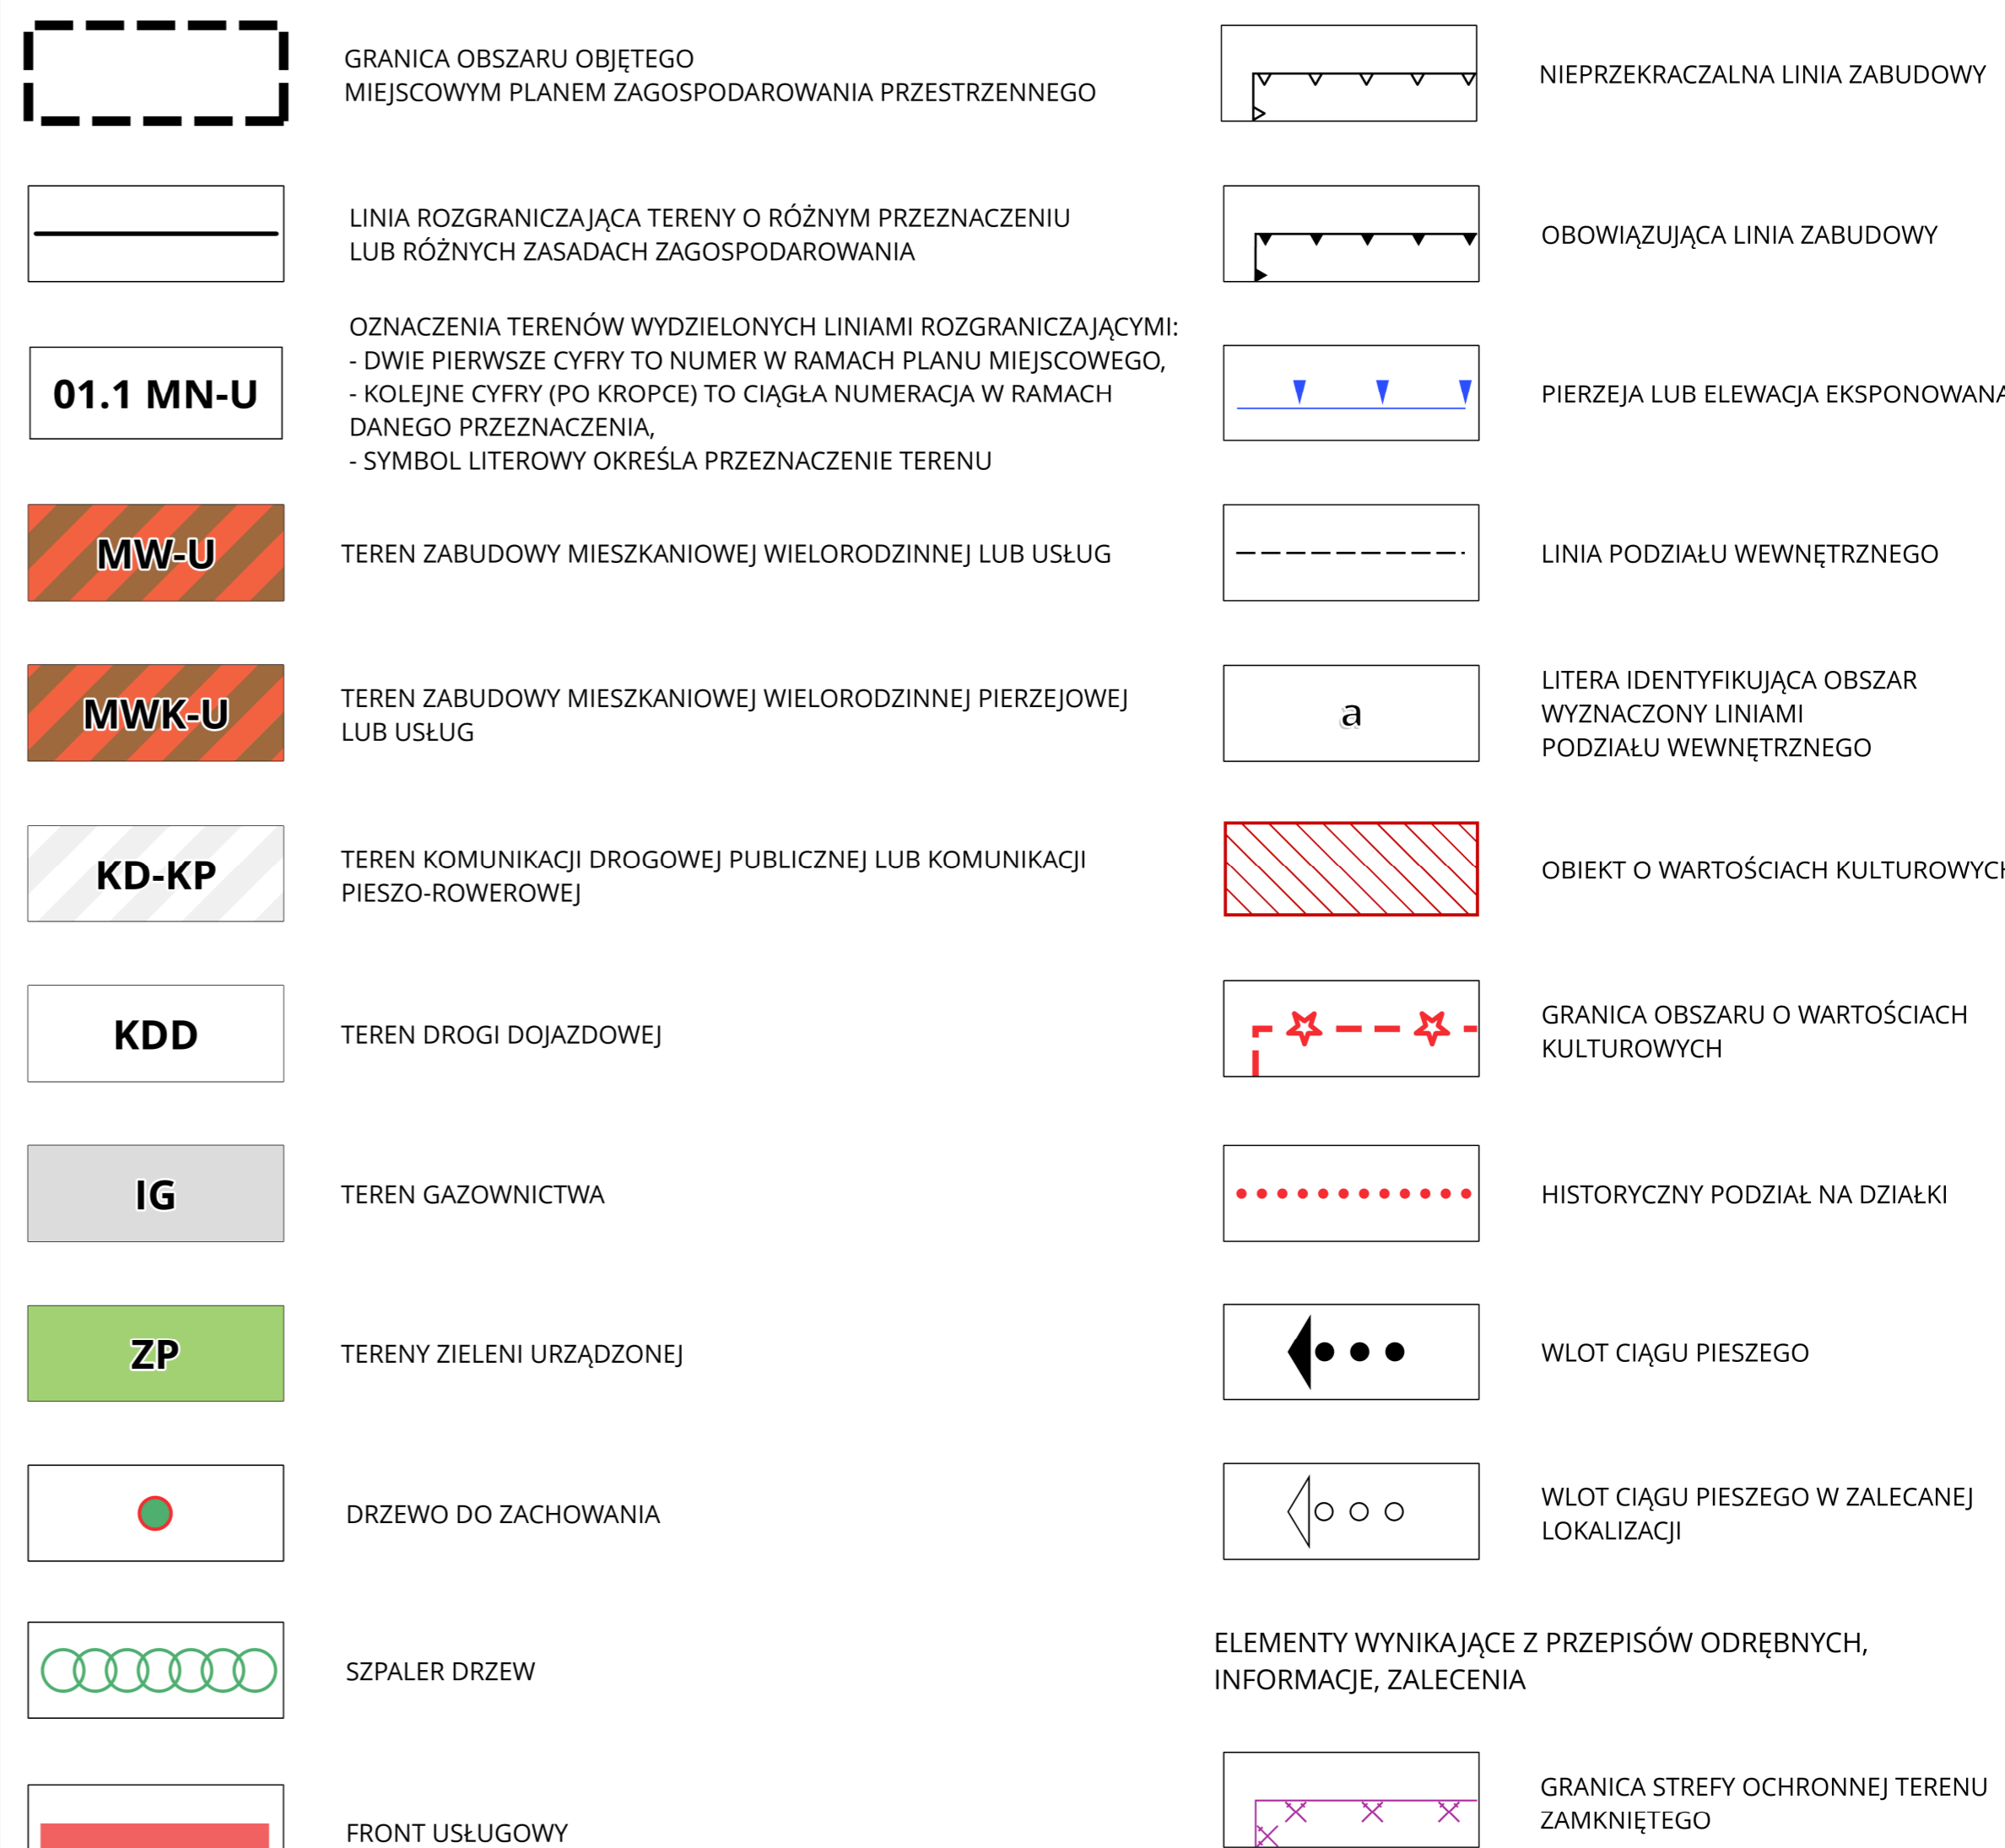 GRANICA OBSZARU OBJĘTEGO
MIEJSCOWYM PLANEM ZAGOSPODAROWANIA PRZESTRZENNEGO
LINIA ROZGRANICZAJĄCA TERENY O RÓŻNYM PRZEZNACZENIU
LUB RÓŻNYCH ZASADACH ZAGOSPODAROWANIA
01.1 MN-U
OZNACZENIA TERENÓW WYDZIELONYCH LINIAMI ROZGRANICZAJĄCYMI:
- DWIE PIERWSZE CYFRY TO NUMER W RAMACH PLANU MIEJSCOWEGO,
- KOLEJNE CYFRY (PO KROPCE) TO CIĄGŁA NUMERACJA W RAMACH
DANEGO PRZEZNACZENIA,
- SYMBOL LITEROWY OKREŚLA PRZEZNACZENIE TERENU
MW-U
TEREN ZABUDOWY MIESZKANIOWEJ WIELORODZINNEJ LUB USŁUG
MWK-U
TEREN ZABUDOWY MIESZKANIOWEJ WIELORODZINNEJ PIERZEJOWEJ
LUB USŁUG
KD-KP
TEREN KOMUNIKACJI DROGOWEJ PUBLICZNEJ LUB KOMUNIKACJI
PIESZO-ROWEROWEJ
KDD
TEREN DROGI DOJAZDOWEJ
IG
TEREN GAZOWNICTWA
ZP
TERENY ZIELENI URZĄDZONEJ
DRZEWO DO ZACHOWANIA
SZPALER DRZEW
FRONT USŁUGOWY
NIEPRZEKRACZALNA LINIA ZABUDOWY
OBOWIĄZUJĄCA LINIA ZABUDOWY
PIERZEJA LUB ELEWACJA EKSPONOWANA
LINIA PODZIAŁU WEWNĘTRZNEGO
a
LITERA IDENTYFIKUJĄCA OBSZAR
WYZNACZONY LINIAMI
PODZIAŁU WEWNĘTRZNEGO
OBIEKT O WARTOŚCIACH KULTUROWYCH
GRANICA OBSZARU O WARTOŚCIACH
KULTUROWYCH
HISTORYCZNY PODZIAŁ NA DZIAŁKI
WLOT CIĄGU PIESZEGO
WLOT CIĄGU PIESZEGO W ZALECANEJ
LOKALIZACJI
ELEMENTY WYNIKAJĄCE Z PRZEPISÓW ODRĘBNYCH,
INFORMACJE, ZALECENIA
GRANICA STREFY OCHRONNEJ TERENU
ZAMKNIĘTEGO